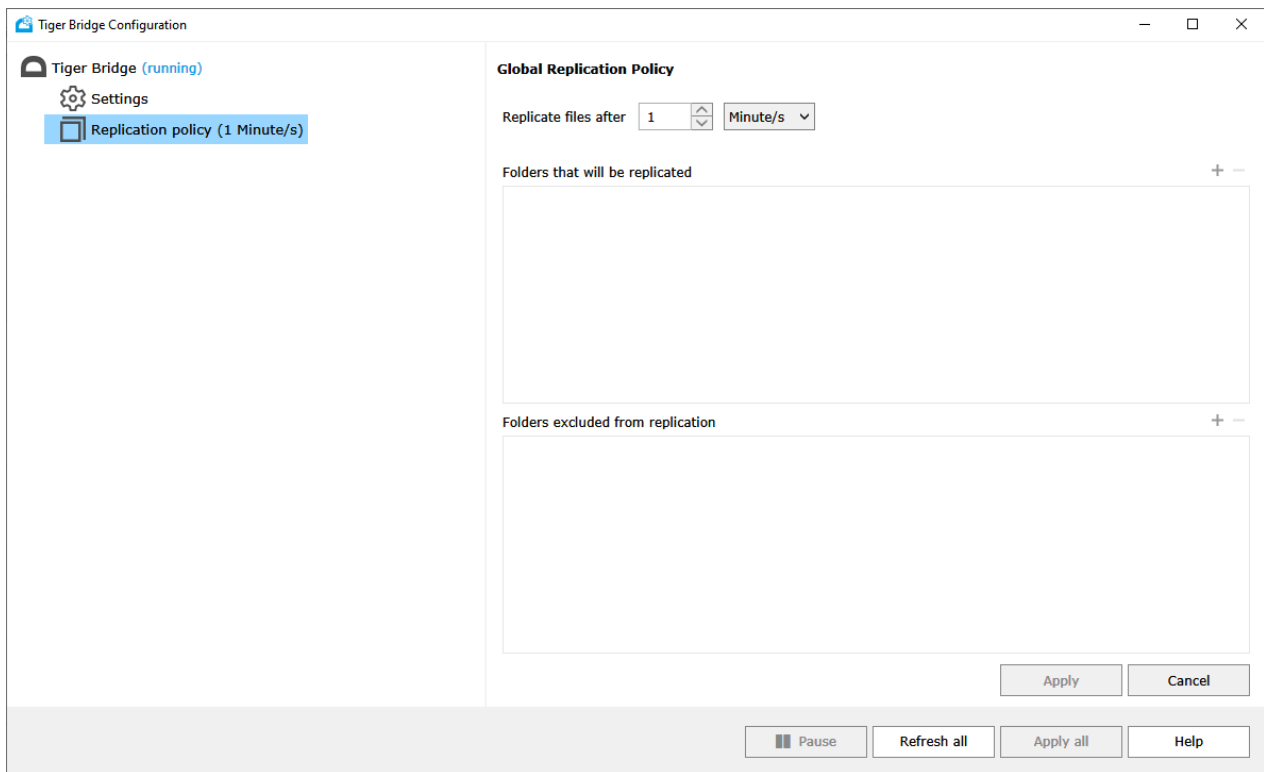 Tiger Bridge Configuration
Tiger Bridge (running)
Settings
Replication policy (1 Minute/s)
Global Replication Policy
Replicate files after 1 Minute/s
Folders that will be replicated
Folders excluded from replication
Apply Cancel
Pause Refresh all Apply all Help